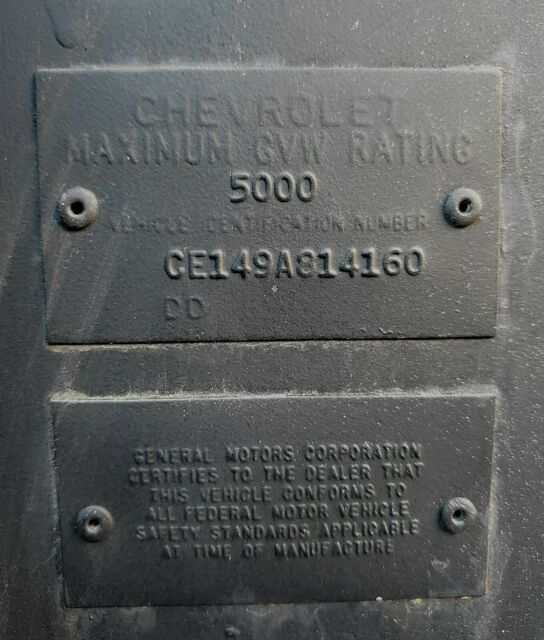 CHEVROLET
MAXIMUM GVW RATING
5000
VEHICLE IDENTIFICATION NUMBER
CE149A814160
DD
GENERAL MOTORS CORPORATION
CERTIFIES TO THE DEALER THAT
THIS VEHICLE CONFORMS TO
ALL FEDERAL MOTOR VEHICLE
SAFETY STANDARDS APPLICABLE
AT TIME OF MANUFACTURE